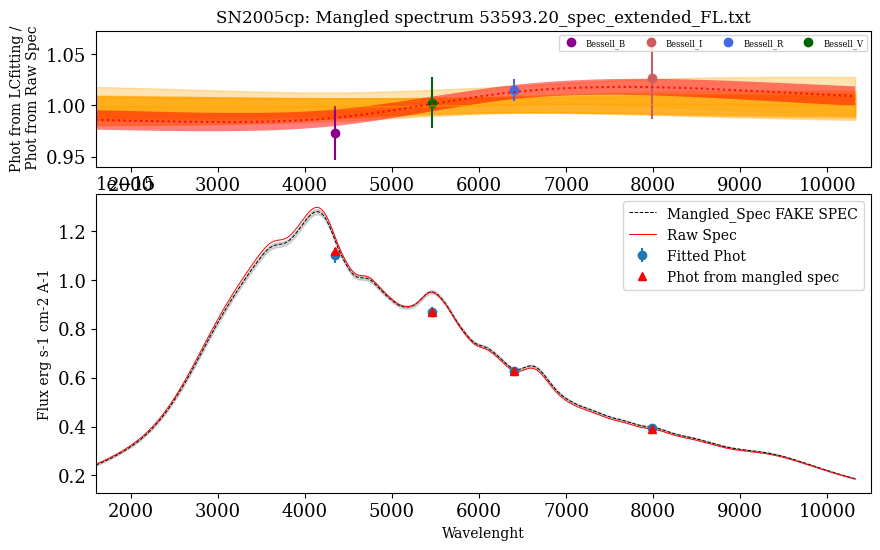 SN2005cp: Mangled spectrum 53593.20_spec_extended_FL.txt
Phot from LCfitting /
Phot from Raw Spec
1.05
1.00
0.95
Bessell_B
Bessell_I
Bessell_R
Bessell_V
2000 3000 4000 5000 6000 7000 8000 9000 10000
1e−15
Flux erg s-1 cm-2 A-1
1.2
1.0
0.8
0.6
0.4
0.2
Mangled_Spec FAKE SPEC
Raw Spec
Fitted Phot
Phot from mangled spec
2000 3000 4000 5000 6000 7000 8000 9000 10000
Wavelenght